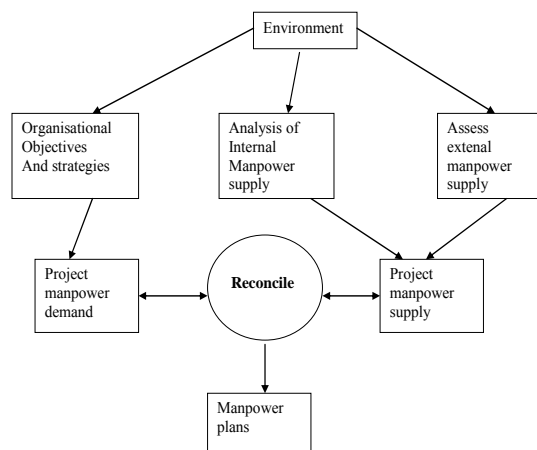 Environment
Organisational
Objectives
And strategies
Analysis of
Internal
Manpower
supply
Assess
extenal
manpower
supply
Project
manpower
demand
Reconcile
Project
manpower
supply
Manpower
plans